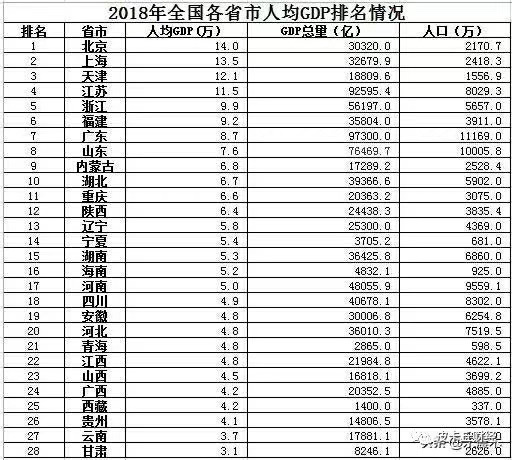 2018年全国各省市人均GDP排名情况
排名 省市 人均GDP(万) GDP总量(亿) 人口(万)
1 北京 14.0 30320.0 2170.7
2 上海 13.5 32679.9 2418.3
3 天津 12.1 18809.6 1556.9
4 江苏 11.5 92595.4 8029.3
5 浙江 9.9 56197.0 5657.0
6 福建 9.2 35804.0 3911.0
7 广东 8.7 97300.0 11169.0
8 山东 7.6 76469.7 10005.8
9 内蒙古 6.8 17289.2 2528.4
10 湖北 6.7 39366.6 5902.0
11 重庆 6.6 20363.2 3075.0
12 陕西 6.4 24438.3 3835.4
13 辽宁 5.8 25300.0 4369.0
14 宁夏 5.4 3705.2 681.0
15 湖南 5.3 36425.8 6860.0
16 海南 5.2 4832.1 925.0
17 河南 5.0 48055.9 9559.1
18 四川 4.9 40678.1 8302.0
19 安徽 4.8 30006.8 6254.8
20 河北 4.8 36010.3 7519.5
21 青海 4.8 2865.0 598.5
22 江西 4.8 21984.8 4622.1
23 山西 4.5 16818.1 3699.2
24 广西 4.2 20352.5 4885.0
25 西藏 4.2 1400.0 337.0
26 贵州 4.1 14806.5 3578.1
27 云南 3.7 17881.1
28 甘肃 3.1 8246.1 2626.0